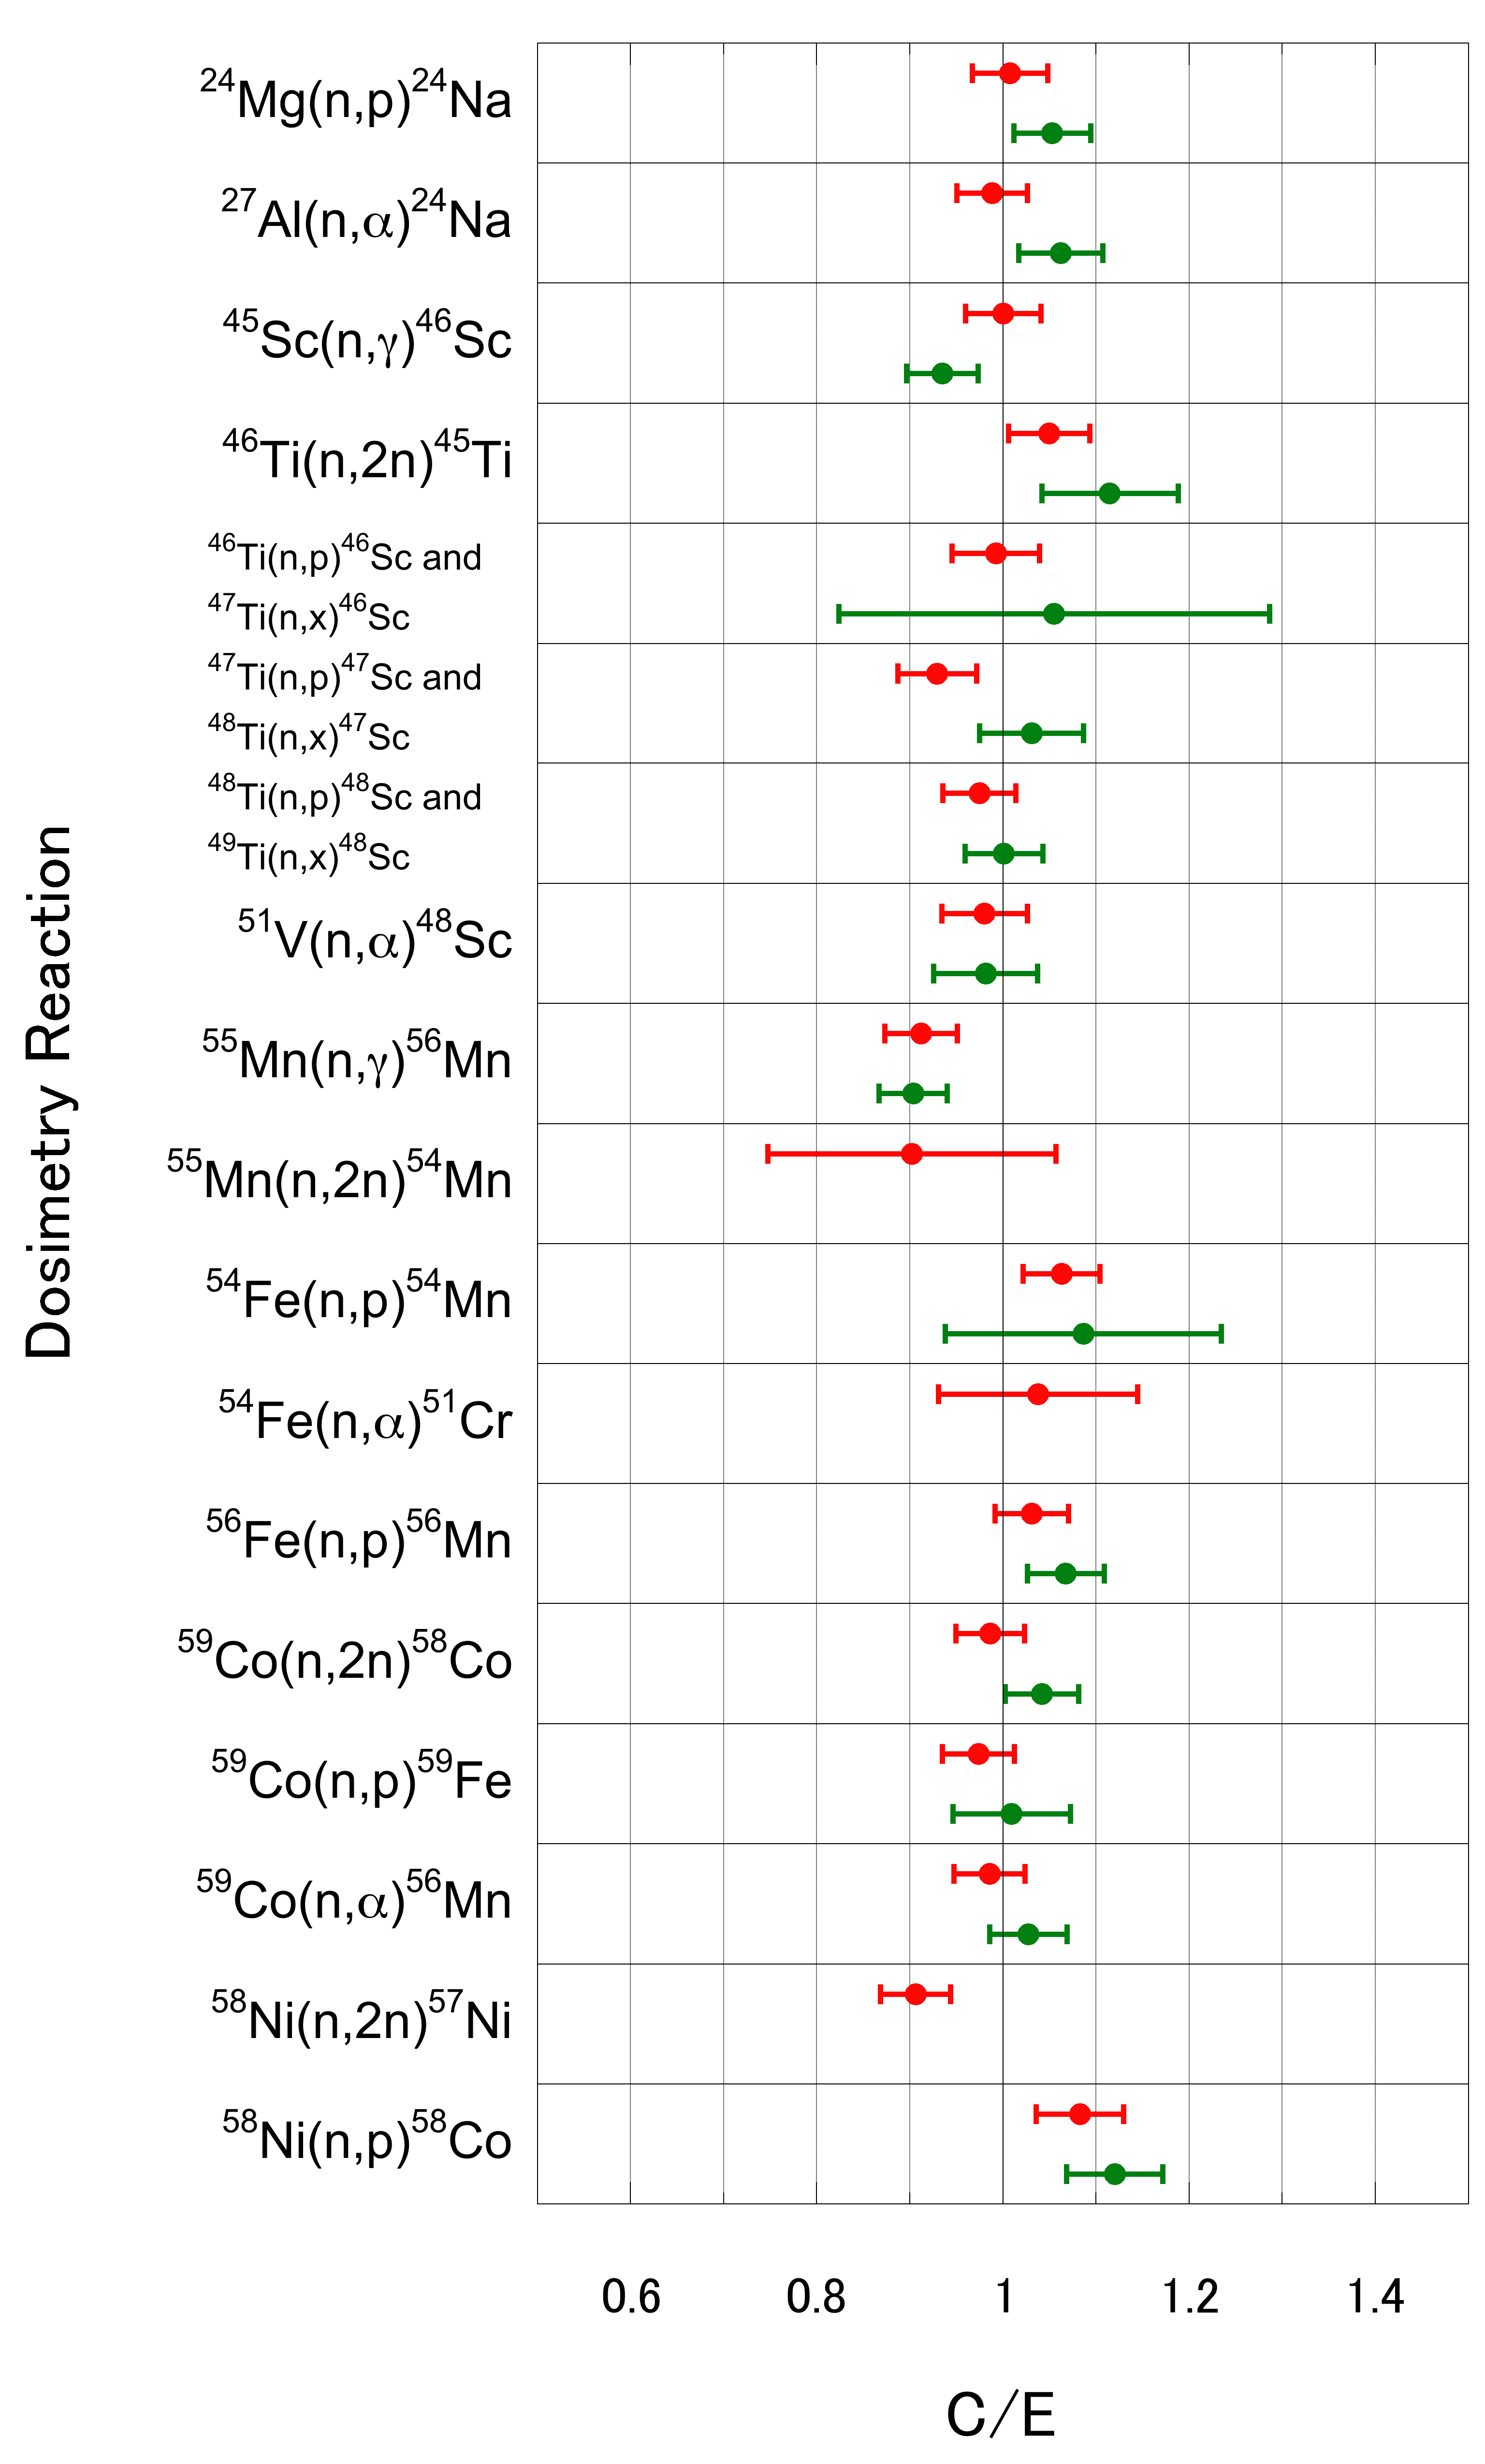 Dosimetry Reaction
²⁴Mg(n,p)²⁴Na
²⁷Al(n,α)²⁴Na
⁴⁵Sc(n,γ)⁴⁶Sc
⁴⁶Ti(n,2n)⁴⁵Ti
⁴⁶Ti(n,p)⁴⁶Sc and
⁴⁷Ti(n,x)⁴⁶Sc
⁴⁷Ti(n,p)⁴⁷Sc and
⁴⁸Ti(n,x)⁴⁷Sc
⁴⁸Ti(n,p)⁴⁸Sc and
⁴⁹Ti(n,x)⁴⁸Sc
⁵¹V(n,α)⁴⁸Sc
⁵⁵Mn(n,γ)⁵⁶Mn
⁵⁵Mn(n,2n)⁵⁴Mn
⁵⁴Fe(n,p)⁵⁴Mn
⁵⁴Fe(n,α)⁵¹Cr
⁵⁶Fe(n,p)⁵⁶Mn
⁵⁹Co(n,2n)⁵⁸Co
⁵⁹Co(n,p)⁵⁹Fe
⁵⁹Co(n,α)⁵⁶Mn
⁵⁸Ni(n,2n)⁵⁷Ni
⁵⁸Ni(n,p)⁵⁸Co
0.6 0.8 1 1.2 1.4
C/E